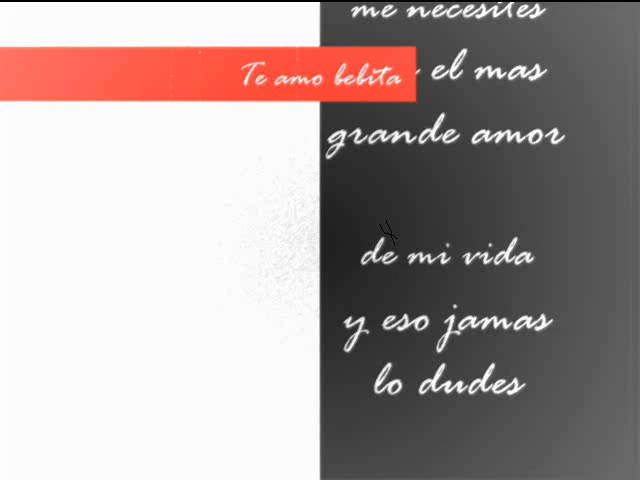 me necesites
Te amo bebita
el mas
grande amor
de mi vida
y eso jamas
lo dudes